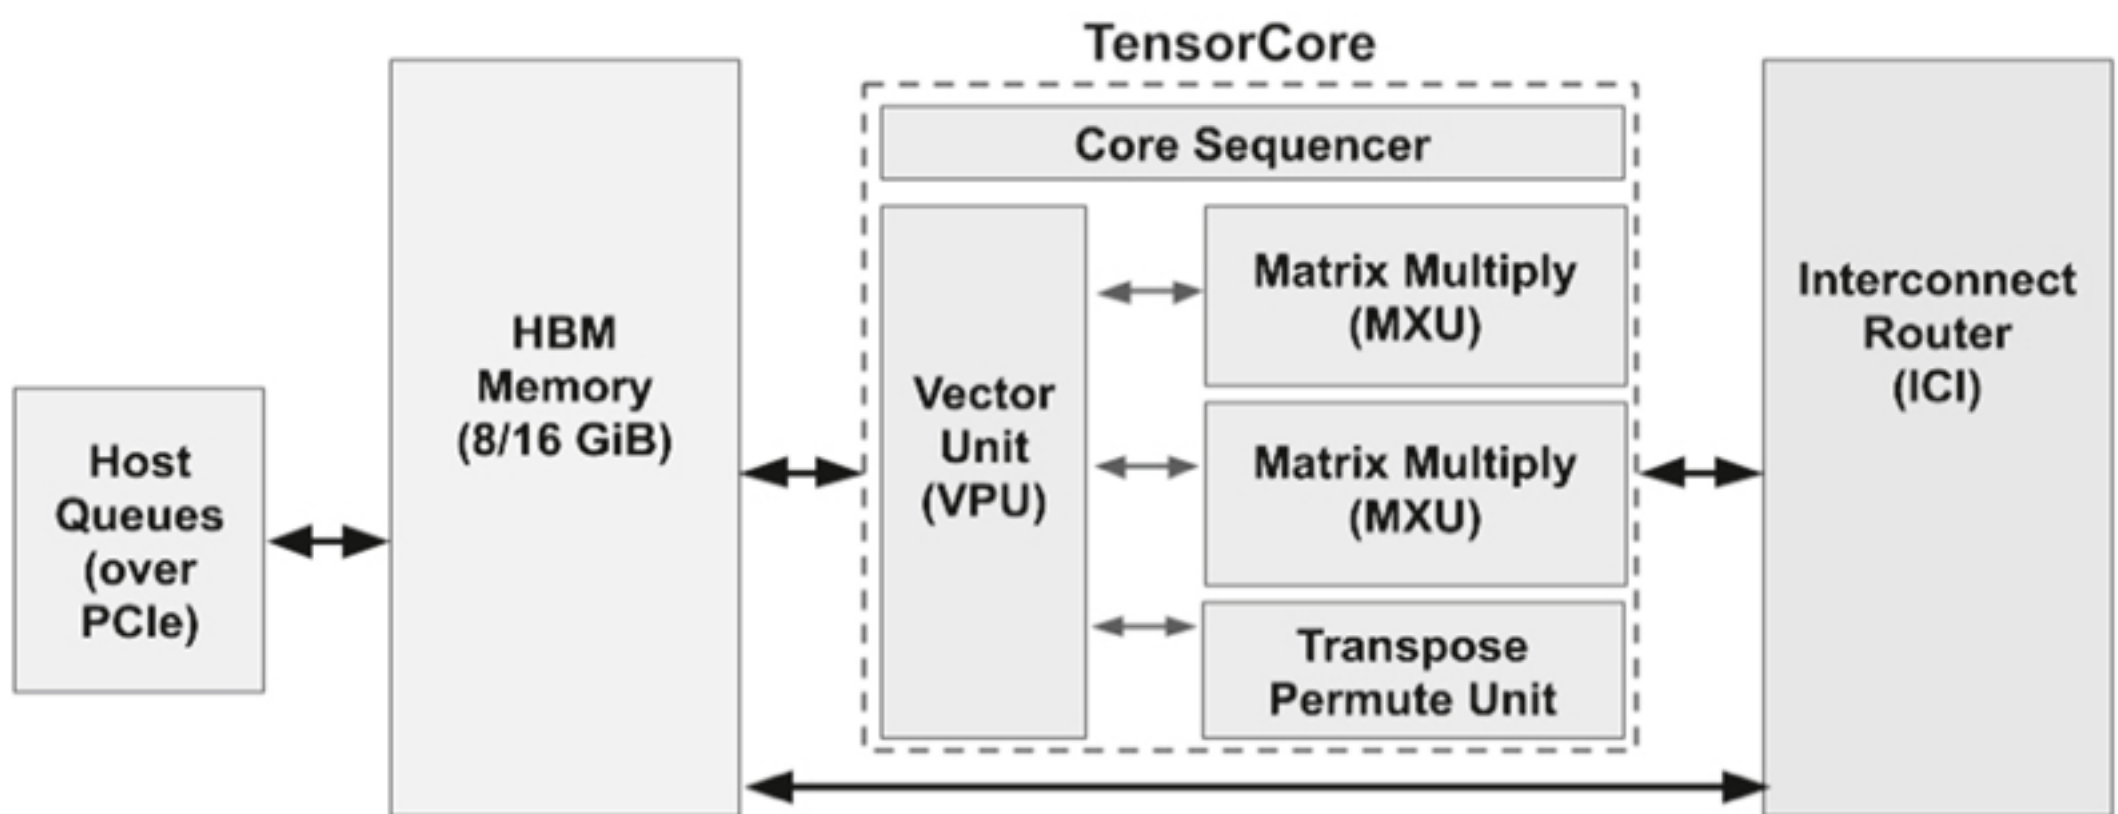 TensorCore
Core Sequencer
Host
Queues
(over
PCIe)
HBM
Memory
(8/16 GiB)
Vector
Unit
(VPU)
Matrix Multiply
(MXU)
Matrix Multiply
(MXU)
Transpose
Permute Unit
Interconnect
Router
(ICI)